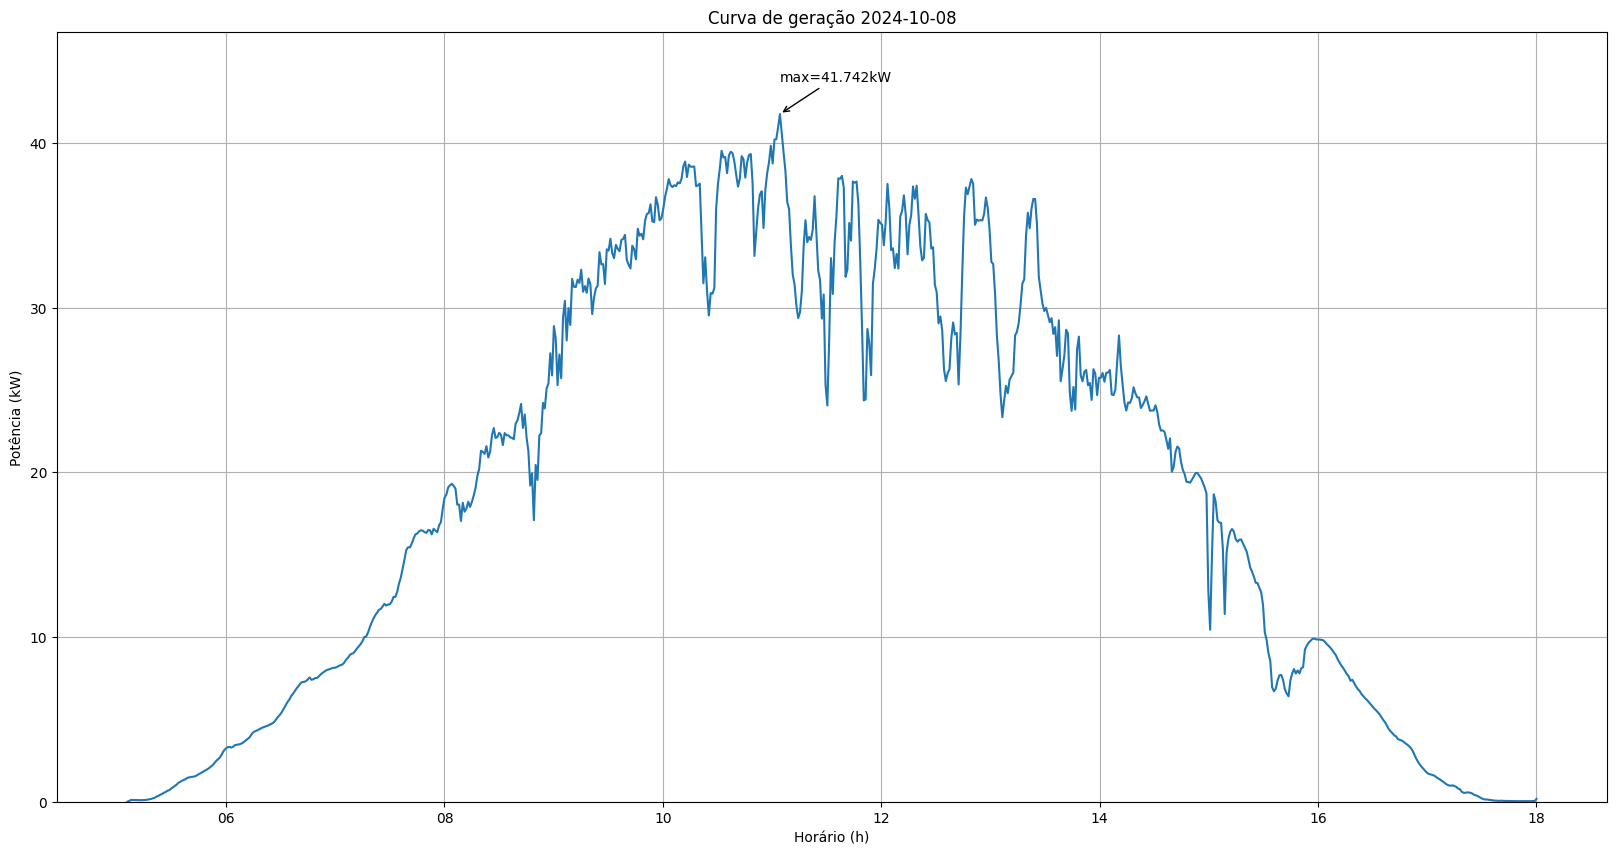 Curva de geração 2024-10-08
max=41.742kW
Potência (kW)
40
30
20
10
0
06 08 10 12 14 16 18
Horário (h)